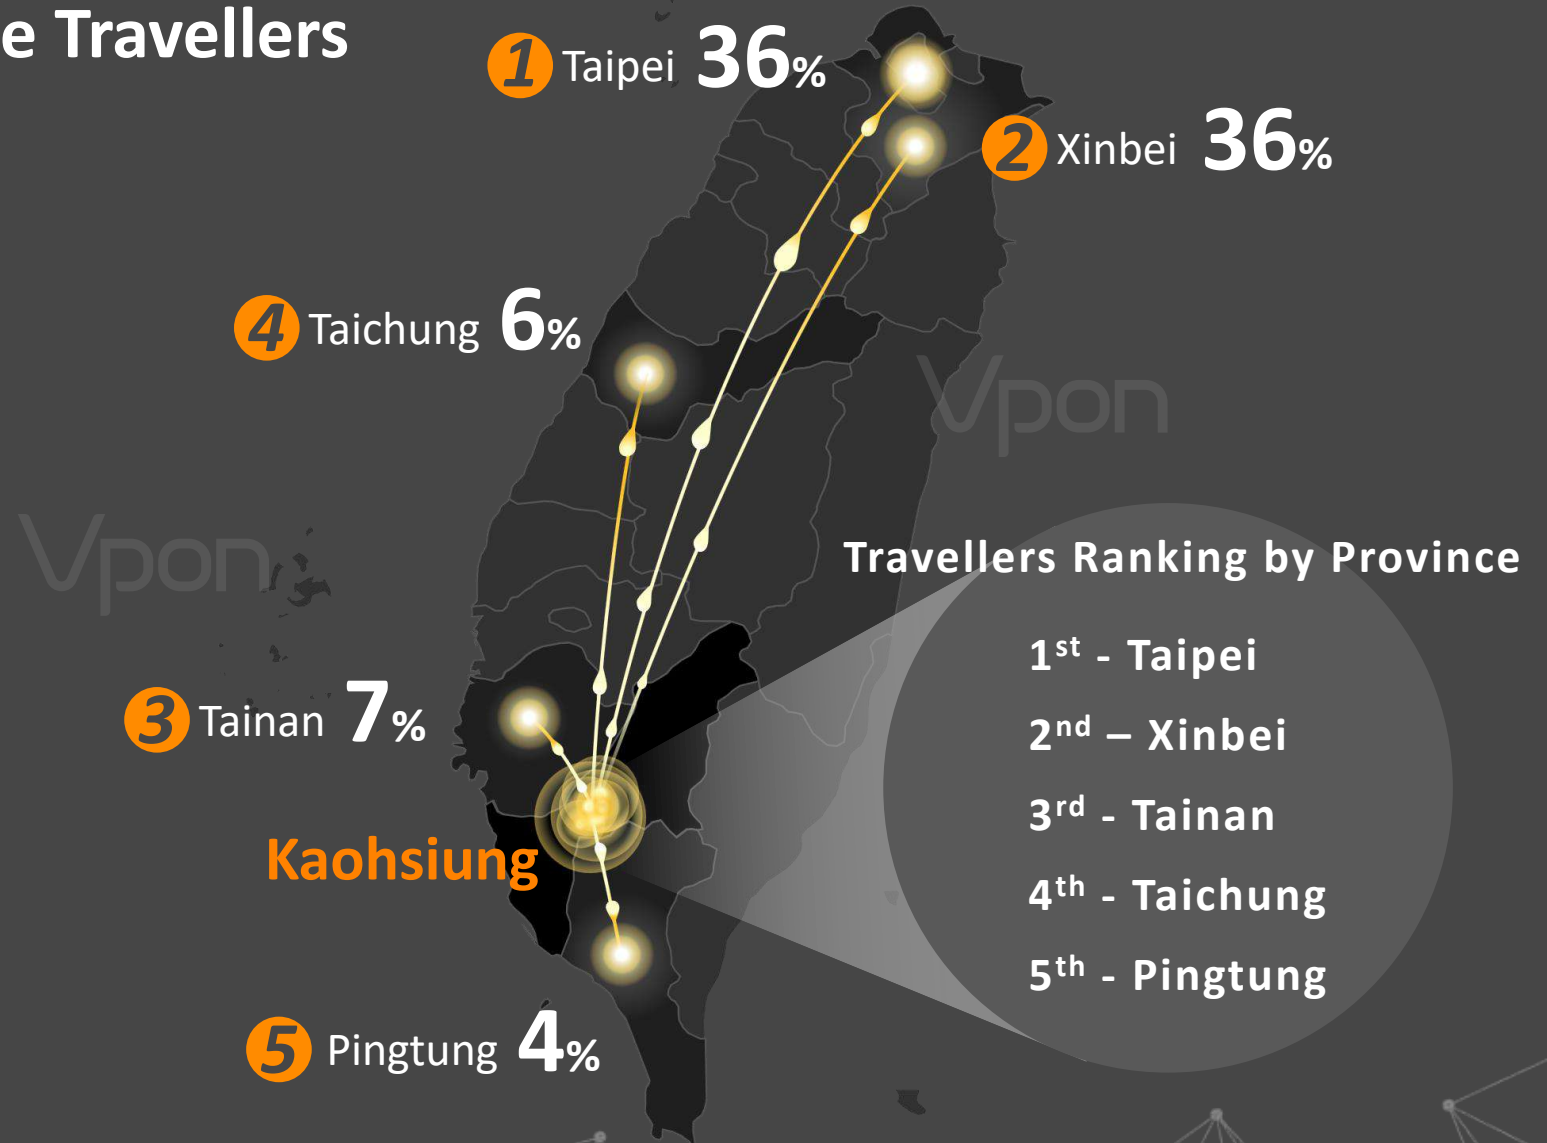 e Travellers
1 Taipei 36%
2 Xinbei 36%
4 Taichung 6%
Vpon
Vpon
Travellers Ranking by Province
1st - Taipei
2nd – Xinbei
3 Tainan 7%
3rd - Tainan
Kaohsiung
4th - Taichung
5th - Pingtung
5 Pingtung 4%